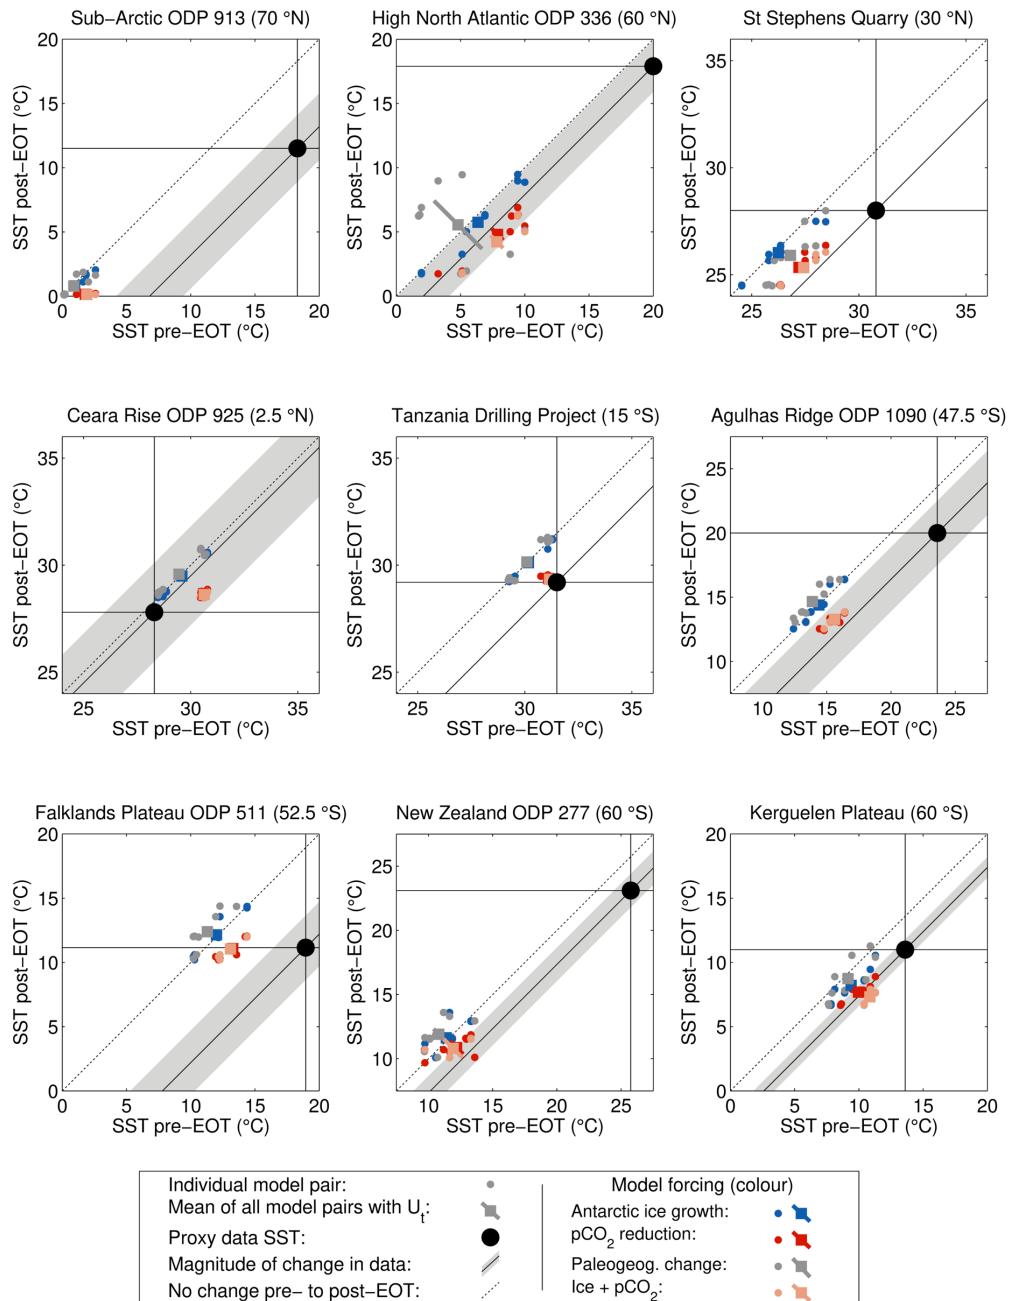 Sub−Arctic ODP 913 (70 °N)
SST post−EOT (°C)
20
15
10
5
0
0 5 10 15 20
SST pre−EOT (°C)
High North Atlantic ODP 336 (60 °N)
SST post−EOT (°C)
20
15
10
5
0
0 5 10 15 20
SST pre−EOT (°C)
St Stephens Quarry (30 °N)
SST post−EOT (°C)
35
30
25
25 30 35
SST pre−EOT (°C)
Ceara Rise ODP 925 (2.5 °N)
SST post−EOT (°C)
35
30
25
25 30 35
SST pre−EOT (°C)
Tanzania Drilling Project (15 °S)
SST post−EOT (°C)
35
30
25
25 30 35
SST pre−EOT (°C)
Agulhas Ridge ODP 1090 (47.5 °S)
SST post−EOT (°C)
25
20
15
10
10 15 20 25
SST pre−EOT (°C)
Falklands Plateau ODP 511 (52.5 °S)
SST post−EOT (°C)
20
15
10
5
0
0 5 10 15 20
SST pre−EOT (°C)
New Zealand ODP 277 (60 °S)
SST post−EOT (°C)
25
20
15
10
10 15 20 25
SST pre−EOT (°C)
Kerguelen Plateau (60 °S)
SST post−EOT (°C)
20
15
10
5
0
0 5 10 15 20
SST pre−EOT (°C)
Individual model pair:
Mean of all model pairs with Ut:
Proxy data SST:
Magnitude of change in data:
No change pre− to post−EOT:
Model forcing (colour)
Antarctic ice growth:
pCO2 reduction:
Paleogeog. change:
Ice + pCO2: